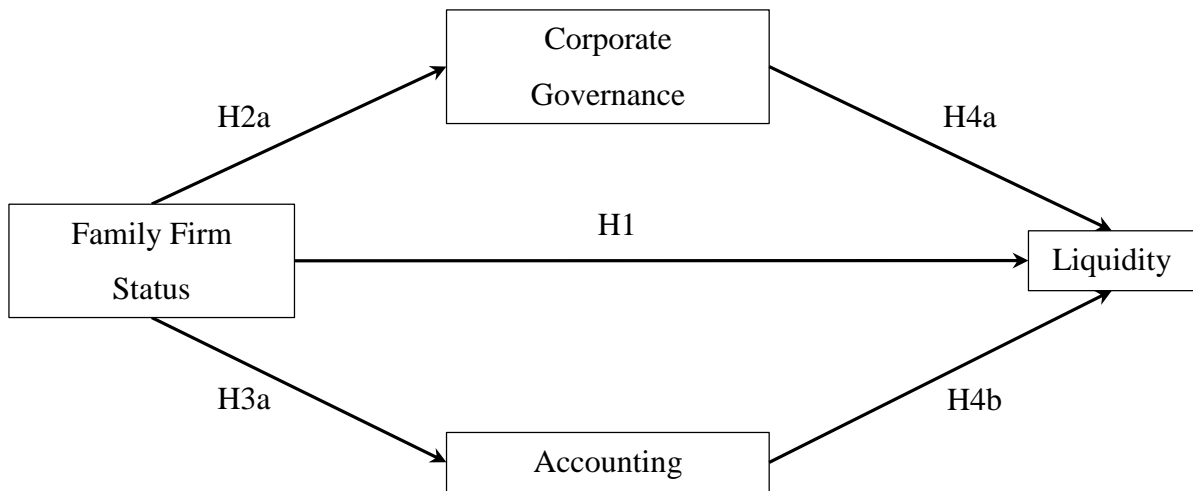 Corporate
Governance
H2a
H4a
Family Firm
Status
H1
Liquidity
H3a
H4b
Accounting